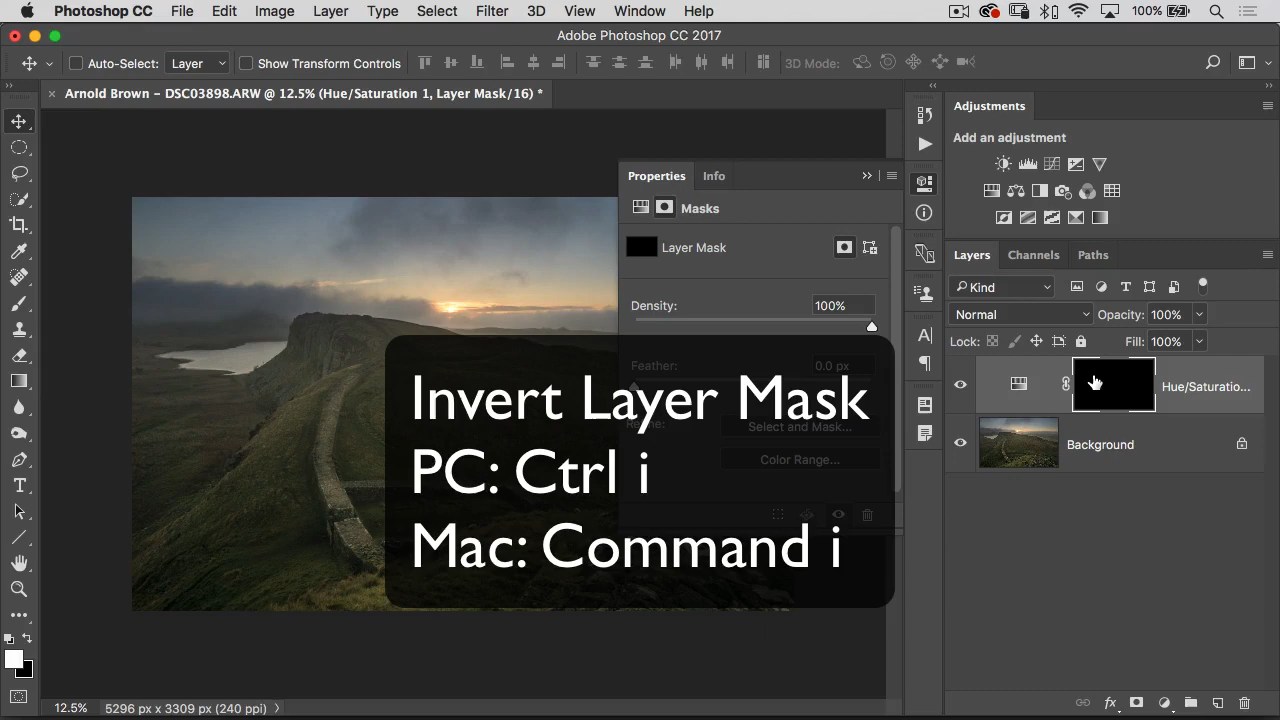 Photoshop CC File Edit Image Layer Type Select Filter 3D View Window Help 100%
Adobe Photoshop CC 2017
Auto-Select: Layer Show Transform Controls 3D Mode:
Arnold Brown - DSC03898.ARW @ 12.5% (Hue/Saturation 1, Layer Mask/16) *
Properties Info
Masks
Layer Mask
Density: 100%
Feather: 0.0 px
Refine: Select and Mask...
Color Range...
Invert Layer Mask
PC: Ctrl i
Mac: Command i
Adjustments
Add an adjustment
Layers Channels Paths
Kind
Normal Opacity: 100%
Lock: Fill: 100%
Hue/Saturatio...
Background
12.5% 5296 px x 3309 px (240 ppi)